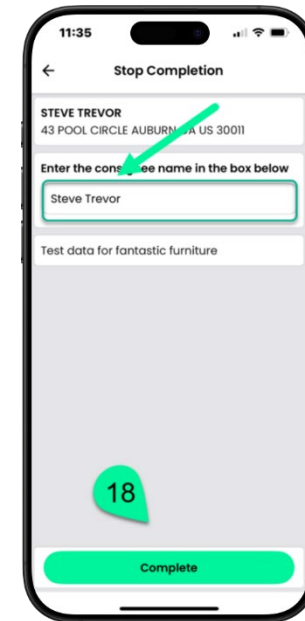 11:35
Stop Completion
STEVE TREVOR
43 POOL CIRCLE AUBURN GA US 30011
Enter the consignee name in the box below
Steve Trevor
Test data for fantastic furniture
18
Complete